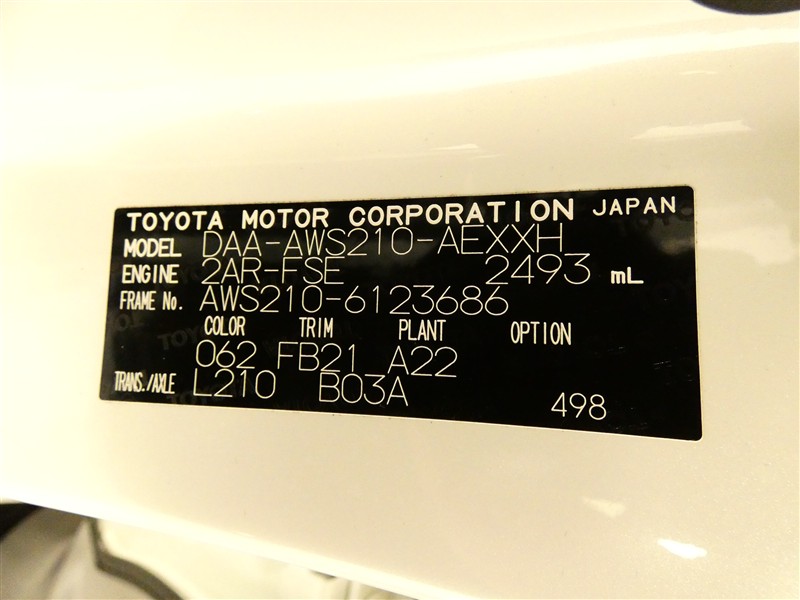 TOYOTA MOTOR CORPORATION JAPAN
MODEL DAA-AWS210-AEXXH
ENGINE 2AR-FSE 2493 mL
FRAME No. AWS210-6123686
COLOR TRIM PLANT OPTION
062 FB21 A22
TRANS./AXLE L210 B03A
498